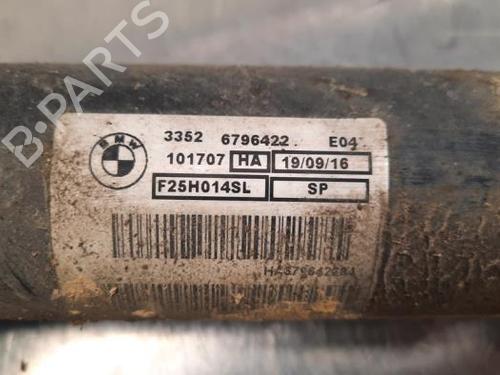 BMW
3352 6796422 E04
101707 HA 19/09/16
F25H014SL SP
B-PARTS